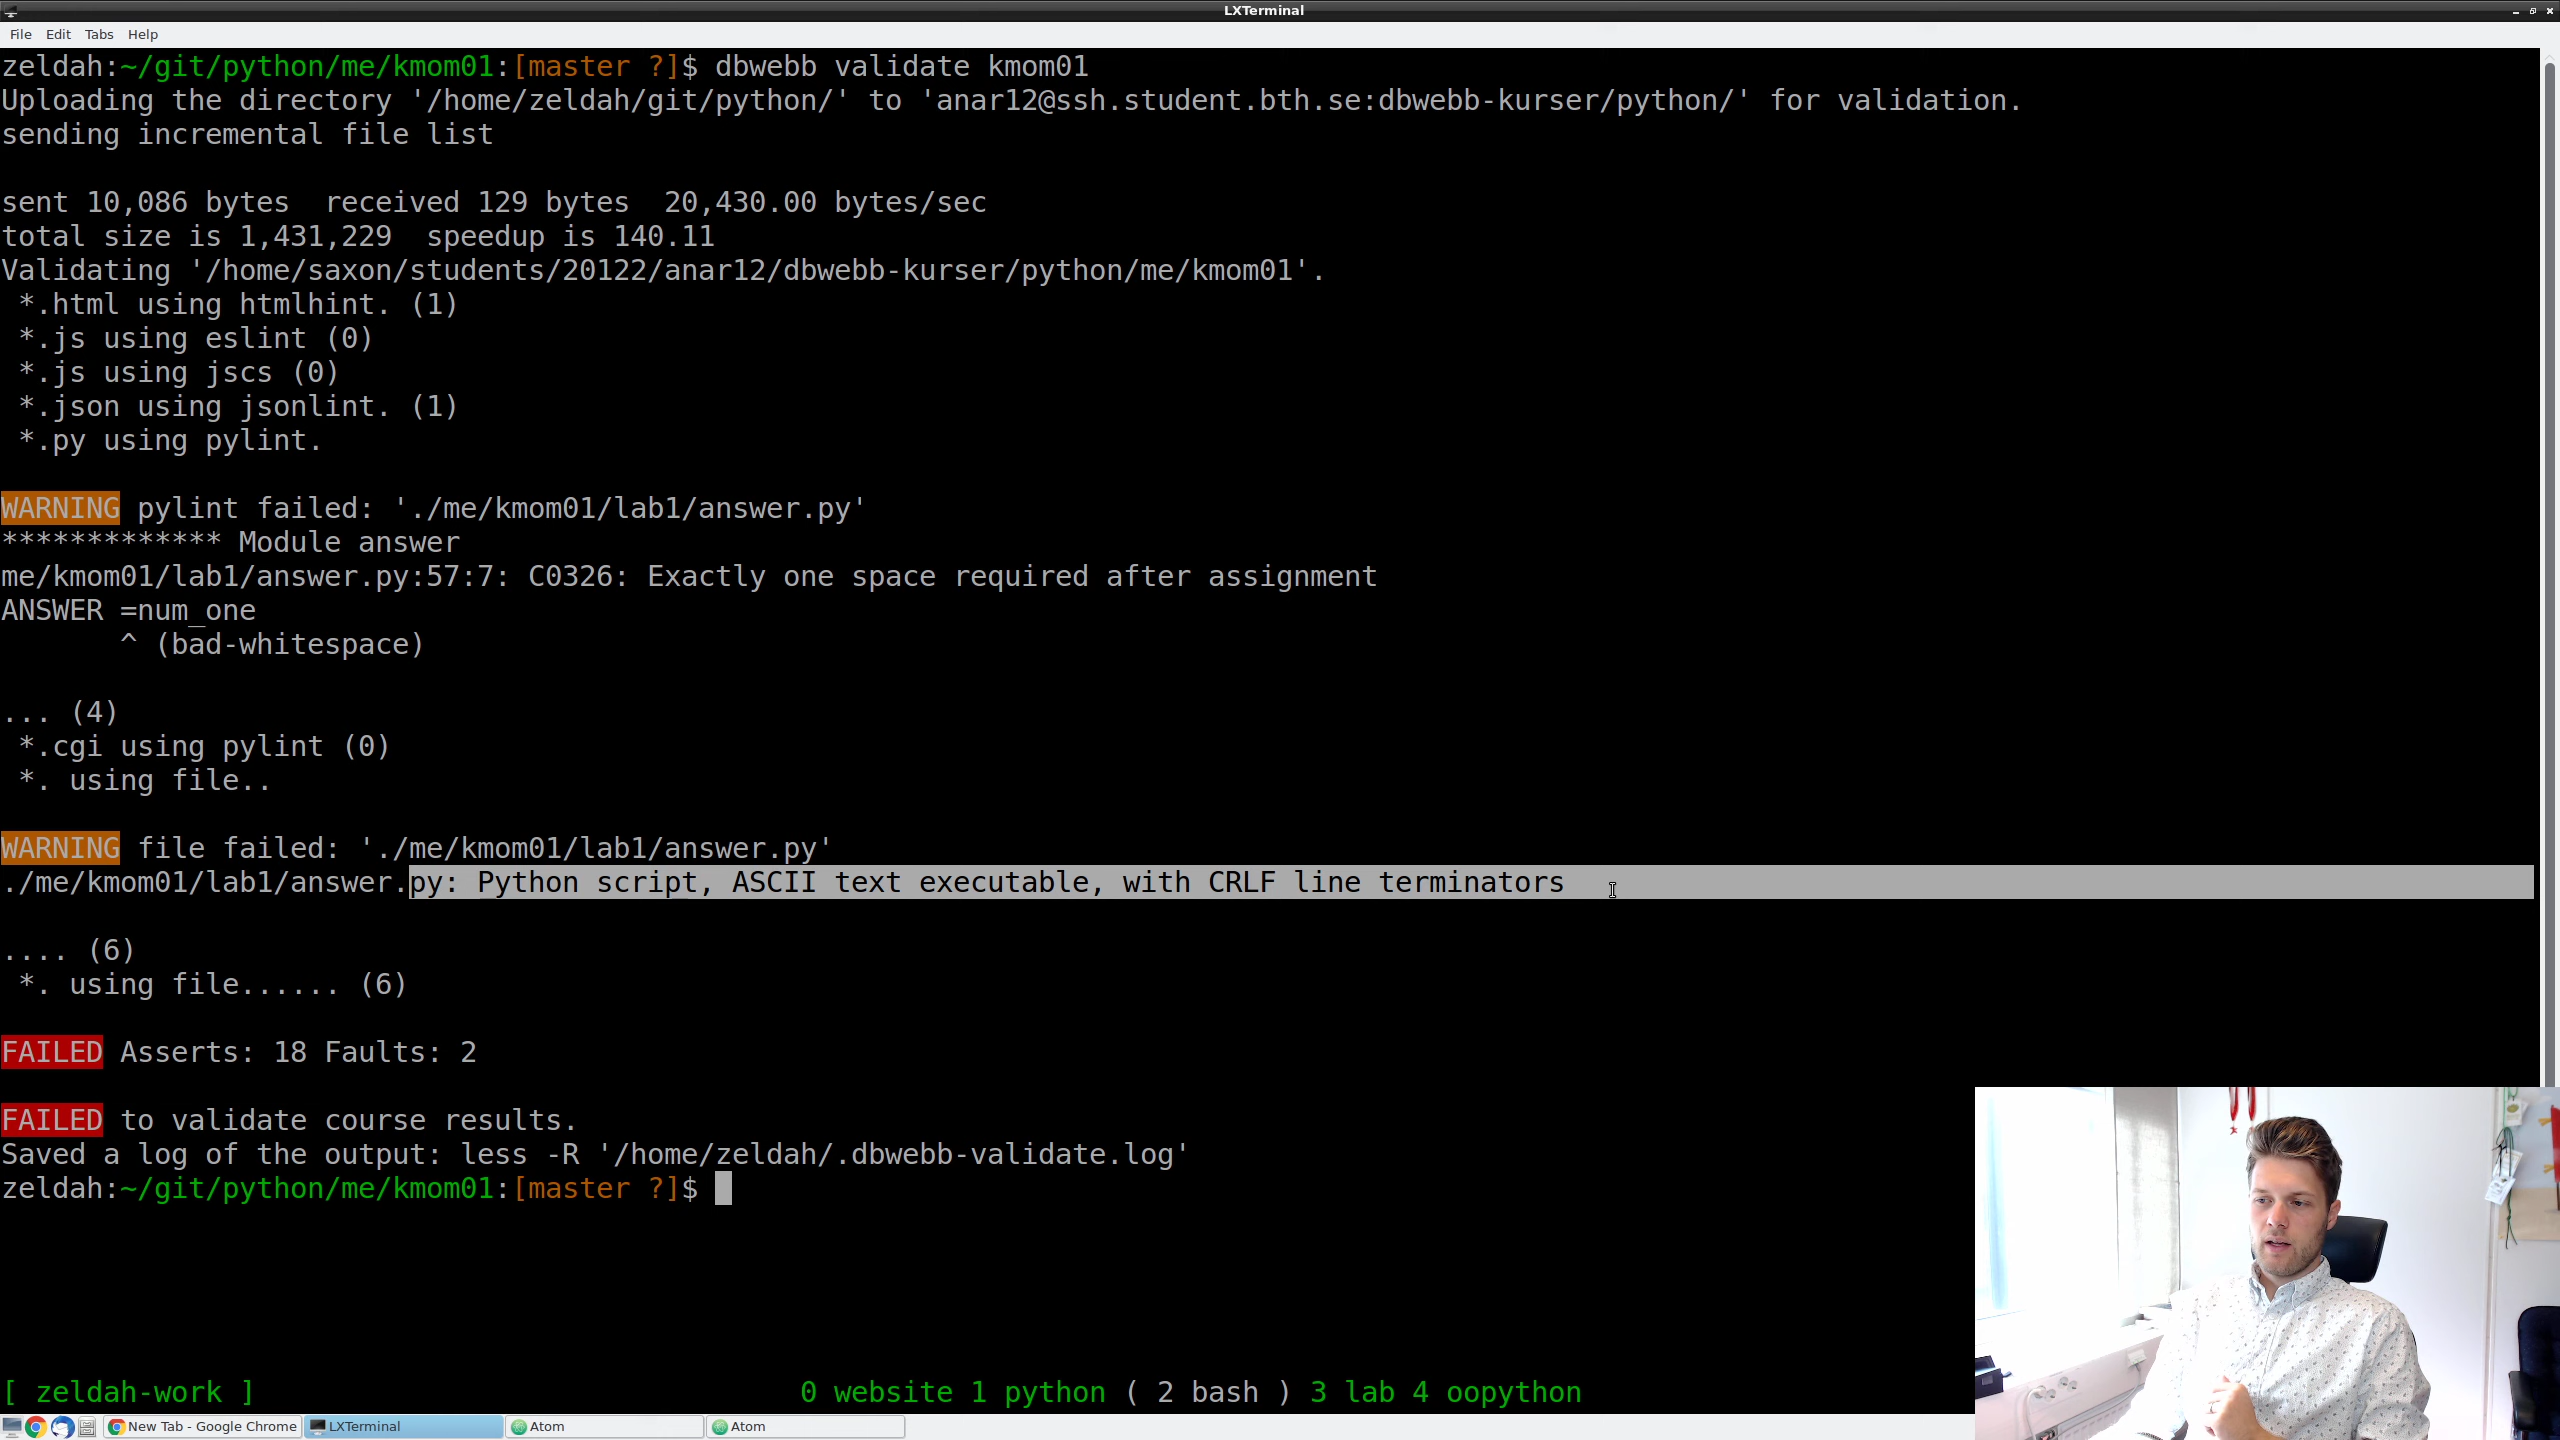 LXTerminal
File Edit Tabs Help
zeldah:~/git/python/me/kmom01:[master ?]$ dbwebb validate kmom01
Uploading the directory '/home/zeldah/git/python/' to 'anar12@ssh.student.bth.se:dbwebb-kurser/python/' for validation.
sending incremental file list
sent 10,086 bytes  received 129 bytes  20,430.00 bytes/sec
total size is 1,431,229  speedup is 140.11
Validating '/home/saxon/students/20122/anar12/dbwebb-kurser/python/me/kmom01'.
 *.html using htmlhint. (1)
 *.js using eslint (0)
 *.js using jscs (0)
 *.json using jsonlint. (1)
 *.py using pylint.
WARNING pylint failed: './me/kmom01/lab1/answer.py'
************* Module answer
me/kmom01/lab1/answer.py:57:7: C0326: Exactly one space required after assignment
ANSWER =num_one
       ^ (bad-whitespace)
... (4)
 *.cgi using pylint (0)
 *. using file..
WARNING file failed: './me/kmom01/lab1/answer.py'
./me/kmom01/lab1/answer.py: Python script, ASCII text executable, with CRLF line terminators
.... (6)
 *. using file...... (6)
FAILED Asserts: 18 Faults: 2
FAILED to validate course results.
Saved a log of the output: less -R '/home/zeldah/.dbwebb-validate.log'
zeldah:~/git/python/me/kmom01:[master ?]$
[ zeldah-work ] 0 website 1 python ( 2 bash ) 3 lab 4 oopython
New Tab - Google Chrome LXTerminal Atom Atom